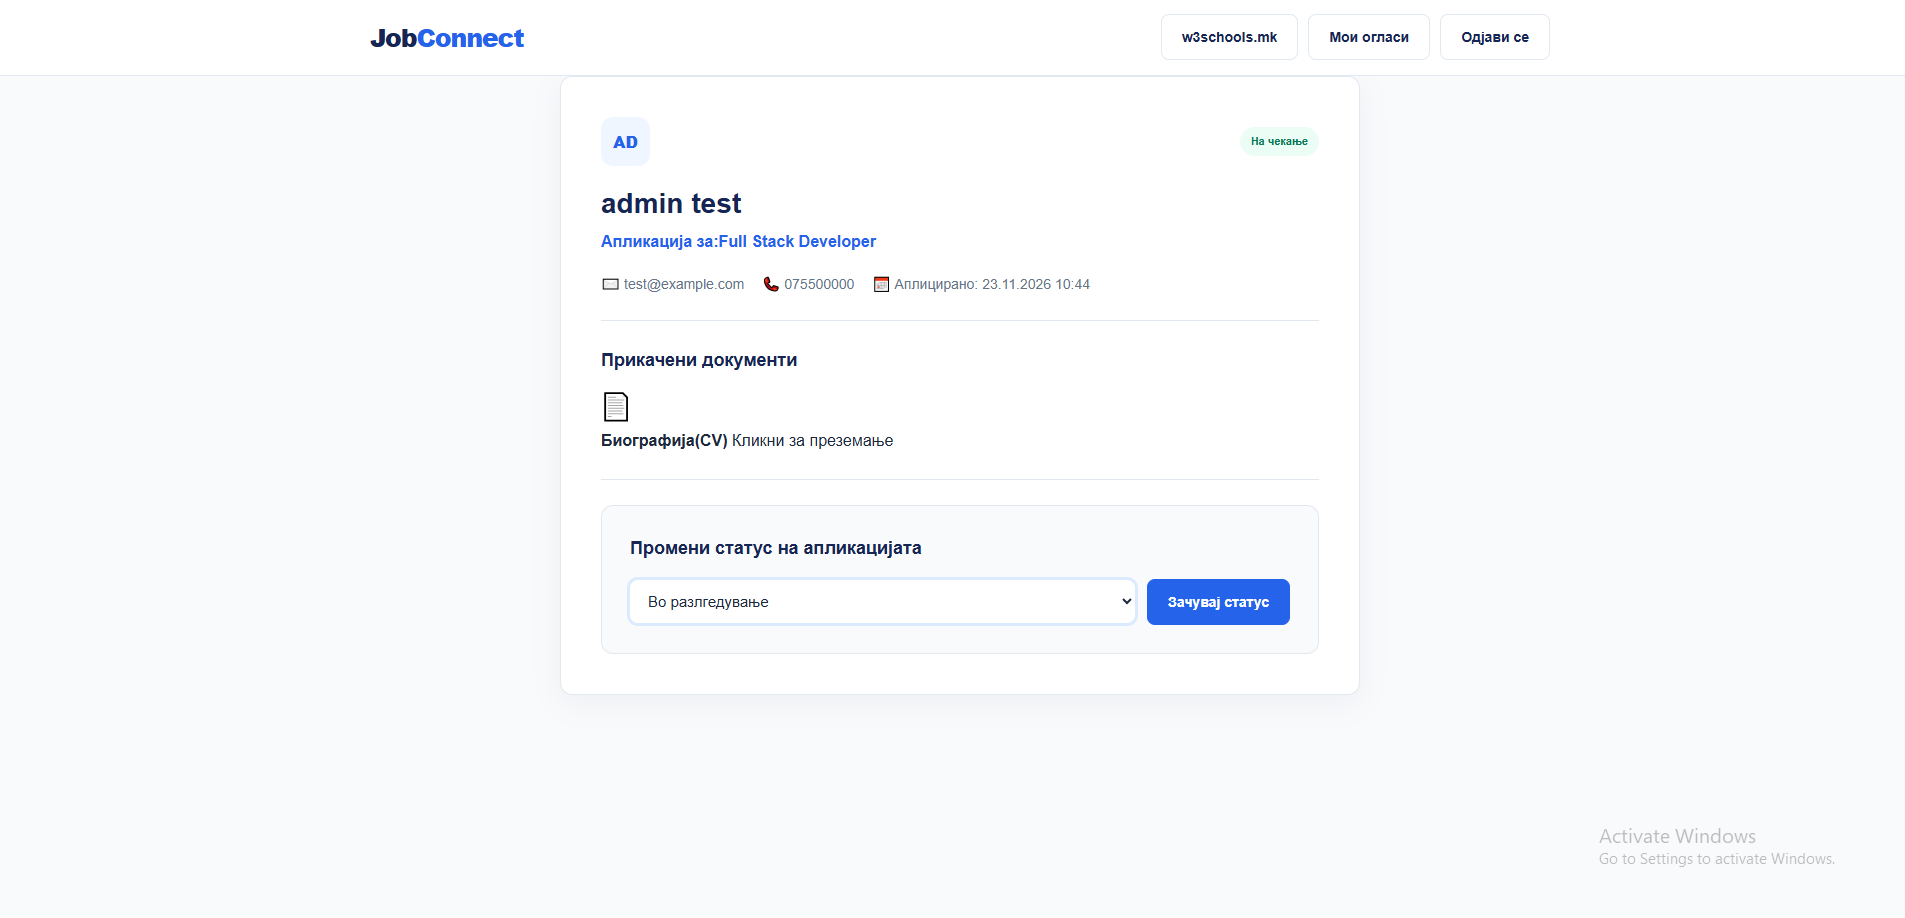 JobConnect
w3schools.mk
Мои огласи
Одјави се
AD
На чекање
admin test
Апликација за:Full Stack Developer
test@example.com 075500000 Аплицирано: 23.11.2026 10:44
Прикачени документи
Биографија(CV) Кликни за преземање
Промени статус на апликацијата
Во разлгедување
Зачувај статус
Activate Windows
Go to Settings to activate Windows.